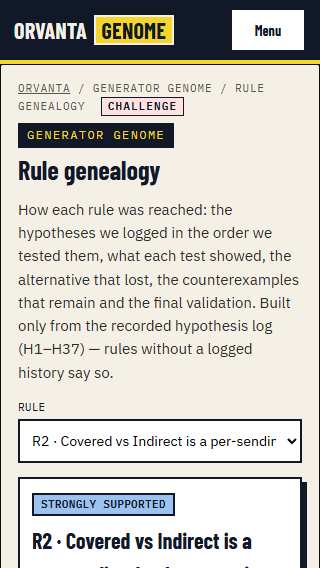 ORVANTA GENOME
Menu
ORVANTA / GENERATOR GENOME / RULE
GENEALOGY CHALLENGE
GENERATOR GENOME
Rule genealogy
How each rule was reached: the
hypotheses we logged in the order we
tested them, what each test showed, the
alternative that lost, the counterexamples
that remain and the final validation. Built
only from the recorded hypothesis log
(H1–H37) — rules without a logged
history say so.
RULE
R2 · Covered vs Indirect is a per-sendin
STRONGLY SUPPORTED
R2 · Covered vs Indirect is a